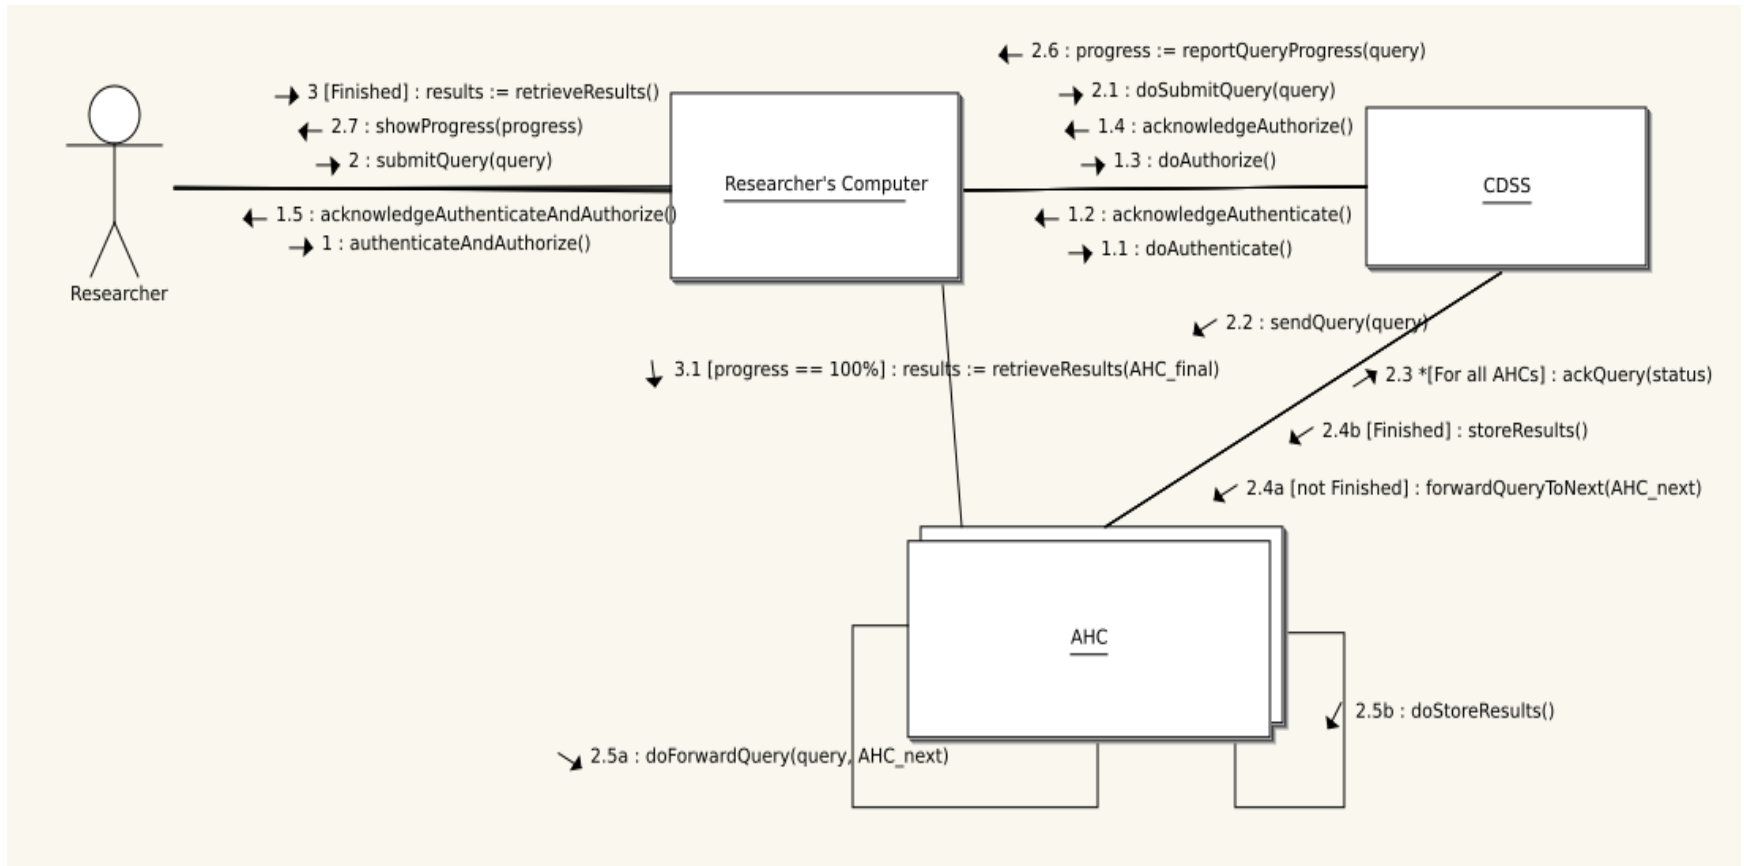 2.6 : progress := reportQueryProgress(query)
3 [Finished] : results := retrieveResults()
2.1 : doSubmitQuery(query)
2.7 : showProgress(progress)
1.4 : acknowledgeAuthorize()
2 : submitQuery(query)
1.3 : doAuthorize()
Researcher's Computer
CDSS
1.5 : acknowledgeAuthenticateAndAuthorize()
1.2 : acknowledgeAuthenticate()
1 : authenticateAndAuthorize()
1.1 : doAuthenticate()
Researcher
2.2 : sendQuery(query)
3.1 [progress == 100%] : results := retrieveResults(AHC_final)
2.3 *[For all AHCs] : ackQuery(status)
2.4b [Finished] : storeResults()
2.4a [not Finished] : forwardQueryToNext(AHC_next)
AHC
2.5b : doStoreResults()
2.5a : doForwardQuery(query, AHC_next)